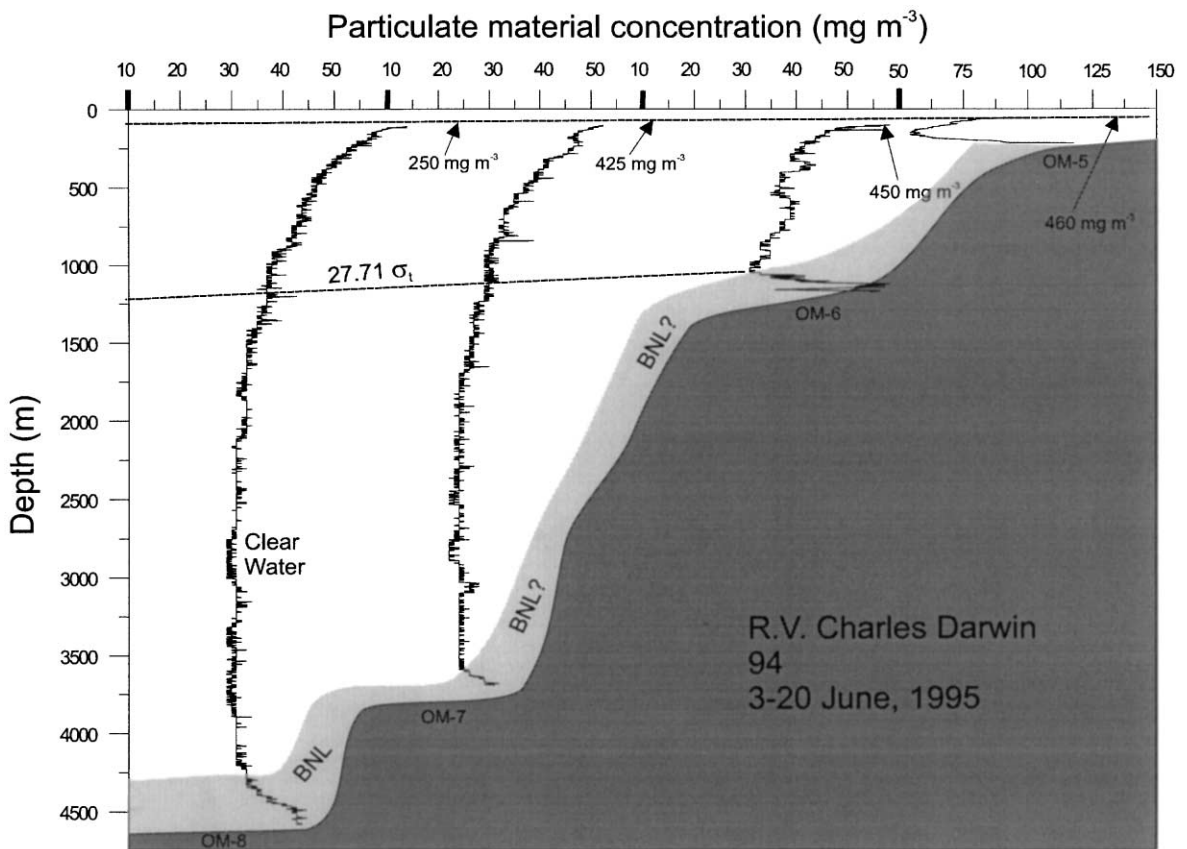 Particulate material concentration (mg m⁻³)
10 20 30 40 50 10 20 30 40 50 10 20 30 40 50 75 100 125 150
0
500
1000
1500
2000
2500
3000
3500
4000
4500
Depth (m)
250 mg m⁻³
425 mg m⁻³
450 mg m⁻³
460 mg m⁻³
OM-5
27.71 σt
OM-6
BNL?
Clear
Water
BNL?
R.V. Charles Darwin
94
3-20 June, 1995
OM-7
BNL
OM-8